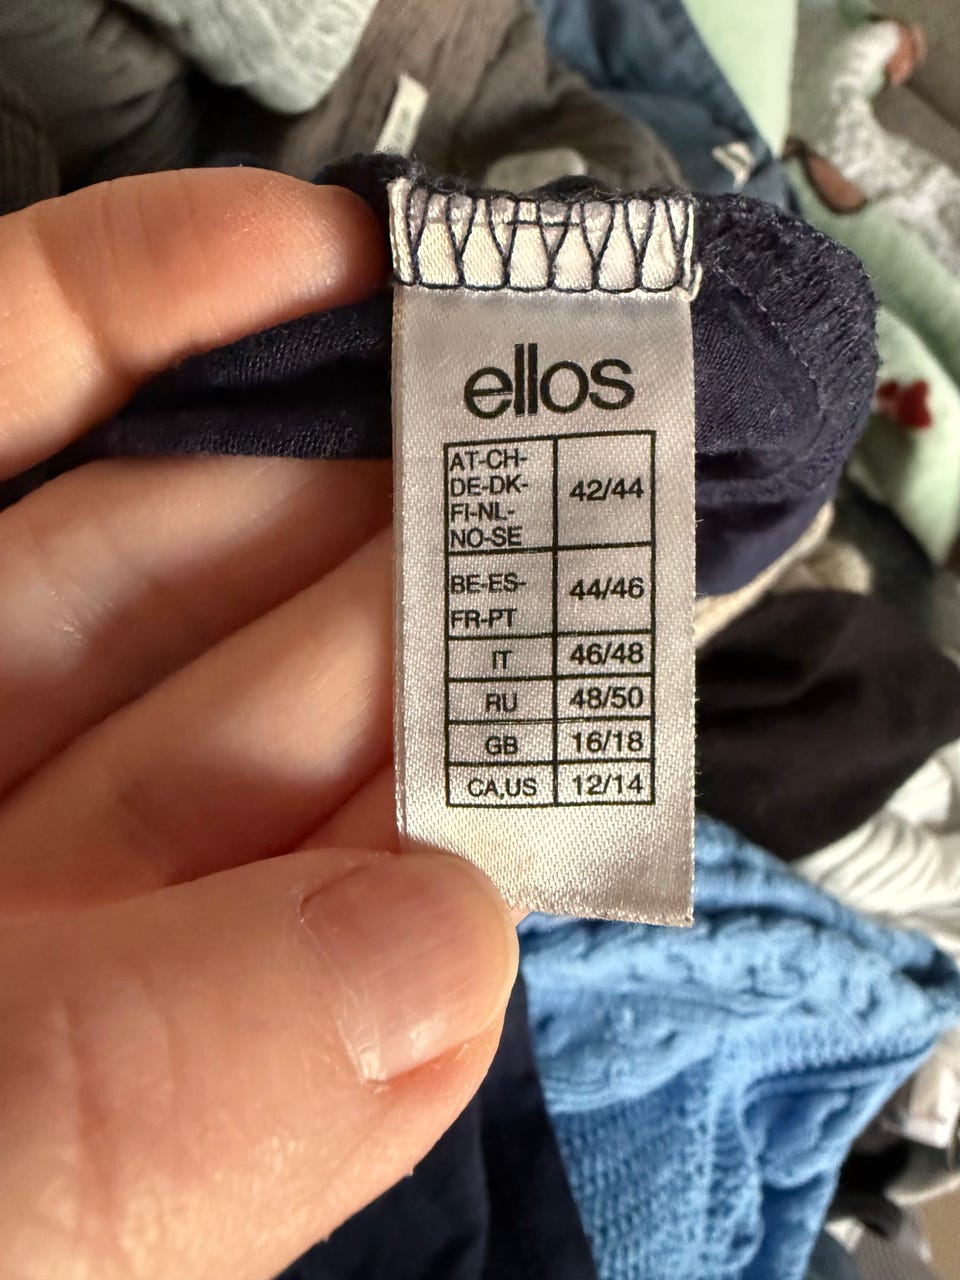 ellos
AT-CH-
DE-DK-
FI-NL-
NO-SE
42/44
BE-ES-
FR-PT
44/46
IT 46/48
RU 48/50
GB 16/18
CA,US 12/14